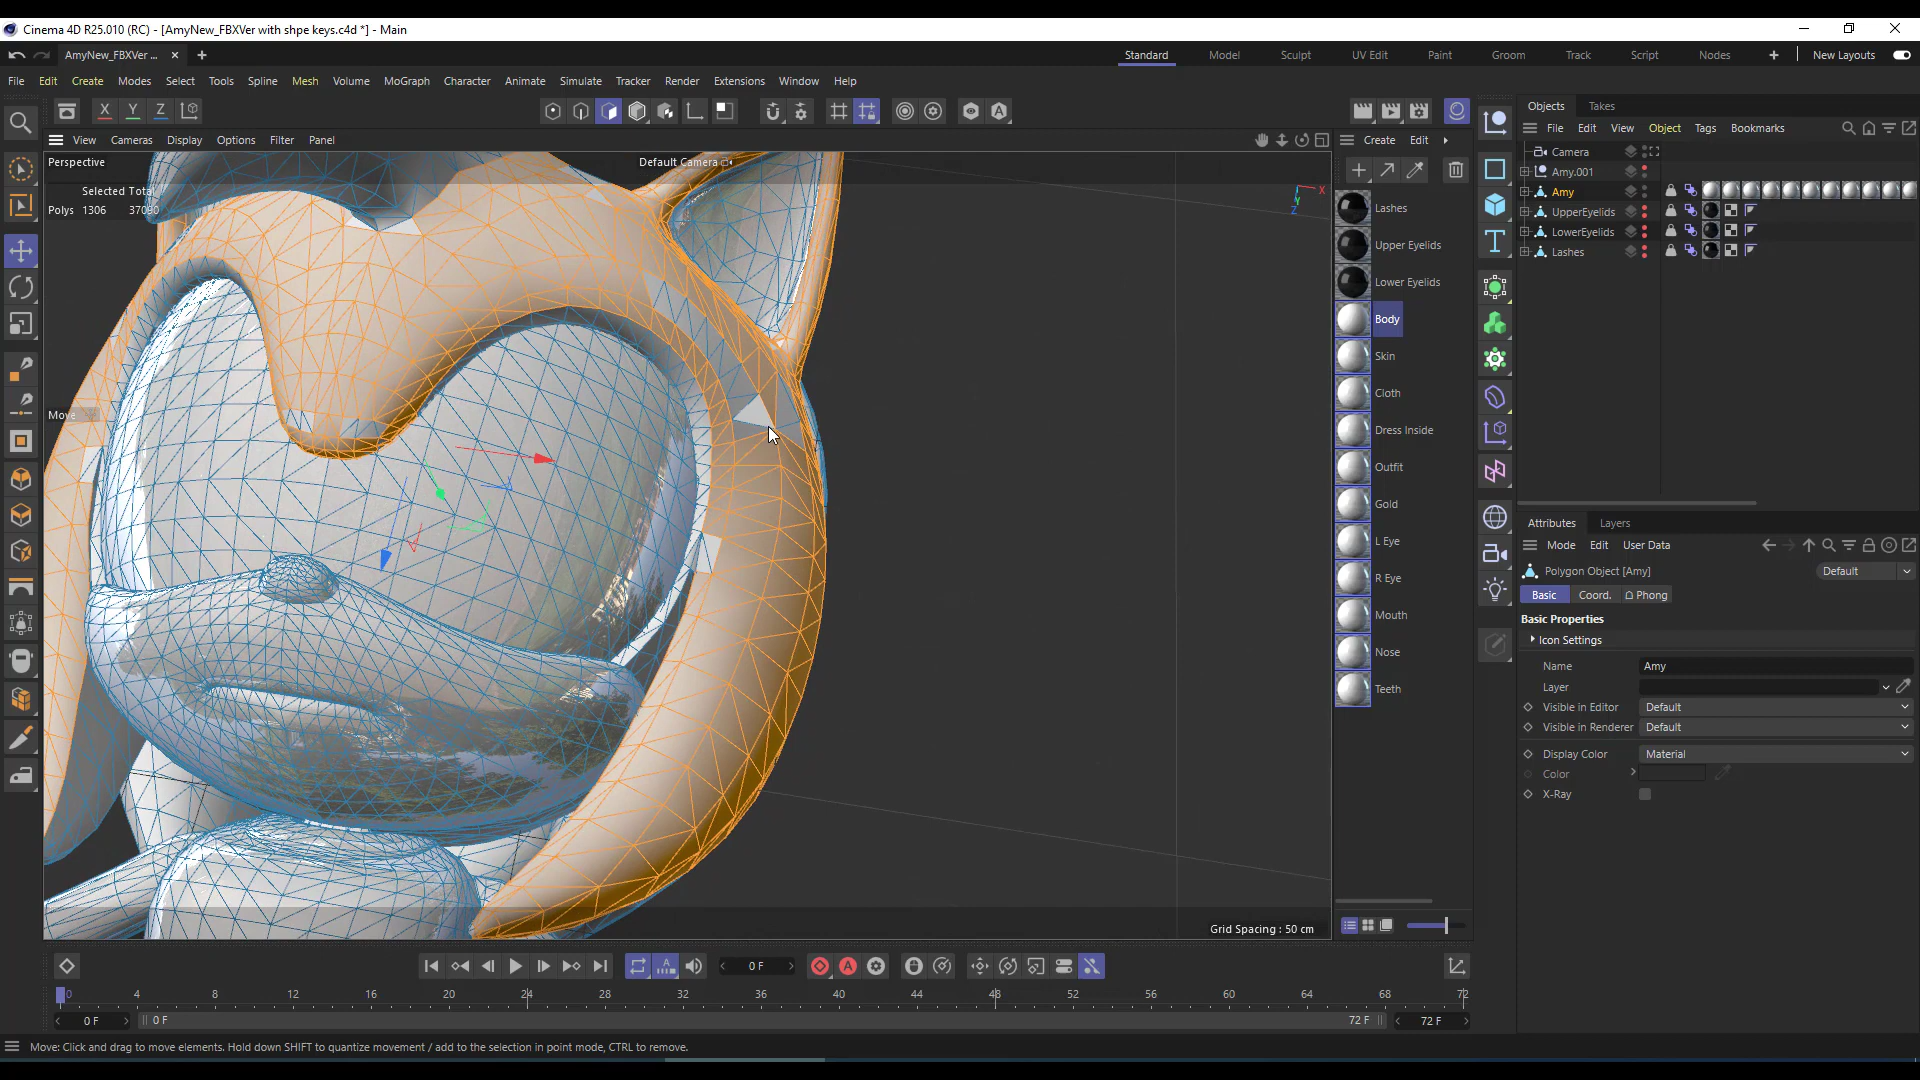 Cinema 4D R25.010 (RC) - [AmyNew_FBXVer with shpe keys.c4d *] - Main
AmyNew_FBXVer ...
Standard Model Sculpt UV Edit Paint Groom Track Script Nodes New Layouts
File Edit Create Modes Select Tools Spline Mesh Volume MoGraph Character Animate Simulate Tracker Render Extensions Window Help
X Y Z
Objects Takes
File Edit View Object Tags Bookmarks
View Cameras Display Options Filter Panel
Create Edit
Perspective
Default Camera
Selected Total
Polys 1306 37090
X
Z
Move
Lashes
Upper Eyelids
Lower Eyelids
Body
Skin
Cloth
Dress Inside
Outfit
Gold
L Eye
R Eye
Mouth
Nose
Teeth
Camera
Amy.001
Amy
UpperEyelids
LowerEyelids
Lashes
Attributes Layers
Mode Edit User Data
Polygon Object [Amy]
Default
Basic Coord. Phong
Basic Properties
Icon Settings
Name Amy
Layer
Visible in Editor Default
Visible in Renderer Default
Display Color Material
Color
X-Ray
Grid Spacing : 50 cm
0 F
0 4 8 12 16 20 24 28 32 36 40 44 48 52 56 60 64 68 72
0 F 0 F 72 F 72 F
Move: Click and drag to move elements. Hold down SHIFT to quantize movement / add to the selection in point mode, CTRL to remove.